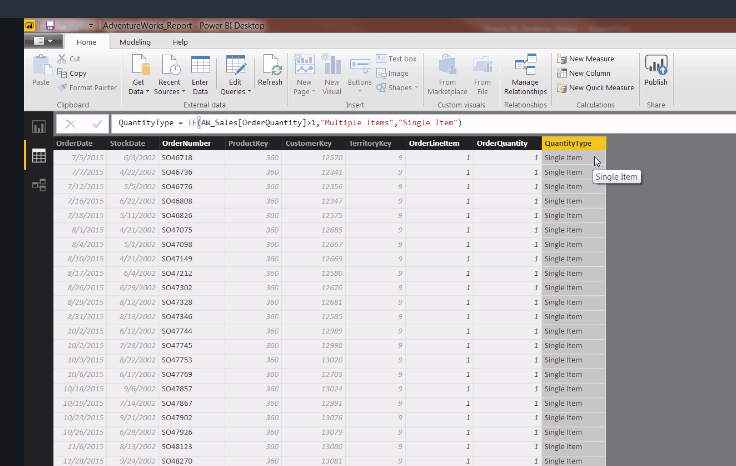 AdventureWorks_Report - Power BI Desktop
Home Modeling Help
Paste Cut Copy Format Painter
Get Data Recent Sources Enter Data Edit Queries Refresh
New Page New Visual Buttons Text box Image Shapes
From Marketplace From File Manage Relationships
New Measure New Column New Quick Measure Publish
Clipboard External data Insert Custom visuals Relationships Calculations Share
QuantityType = IF(AW_Sales[OrderQuantity]>1,"Multiple Items","Single Item")
OrderDate StockDate OrderNumber ProductKey CustomerKey TerritoryKey OrderLineItem OrderQuantity QuantityType
7/5/2015 6/3/2002 SO46718 360 12570 9 1 1 Single Item
7/7/2015 4/22/2002 SO46736 360 12341 9 1 1 Single Item
Single Item
7/12/2015 5/5/2002 SO46776 360 12356 9 1 1 Single Item
7/16/2015 6/22/2002 SO46808 360 12347 9 1 1 Single Item
7/18/2015 5/11/2002 SO46826 360 12575 9 1 1 Single Item
8/1/2015 4/21/2002 SO47075 360 12685 9 1 1 Single Item
8/4/2015 5/1/2002 SO47098 360 12667 9 1 1 Single Item
8/10/2015 4/21/2002 SO47149 360 12669 9 1 1 Single Item
8/17/2015 6/4/2002 SO47212 360 12580 9 1 1 Single Item
8/26/2015 6/29/2002 SO47302 360 12670 9 1 1 Single Item
8/29/2015 8/12/2002 SO47328 360 12681 9 1 1 Single Item
8/31/2015 8/13/2002 SO47346 360 12585 9 1 1 Single Item
10/2/2015 6/12/2002 SO47744 360 12989 9 1 1 Single Item
10/2/2015 7/28/2002 SO47745 360 12998 9 1 1 Single Item
10/3/2015 8/22/2002 SO47753 360 13020 9 1 1 Single Item
10/6/2015 6/17/2002 SO47769 360 12703 9 1 1 Single Item
10/18/2015 9/6/2002 SO47857 360 13024 9 1 1 Single Item
10/19/2015 7/14/2002 SO47867 360 12991 9 1 1 Single Item
10/23/2015 9/21/2002 SO47902 360 13076 9 1 1 Single Item
10/26/2015 6/28/2002 SO47926 360 13079 9 1 1 Single Item
11/6/2015 8/13/2002 SO48123 360 13080 9 1 1 Single Item
11/28/2015 9/24/2002 SO48270 360 13081 9 1 1 Single Item